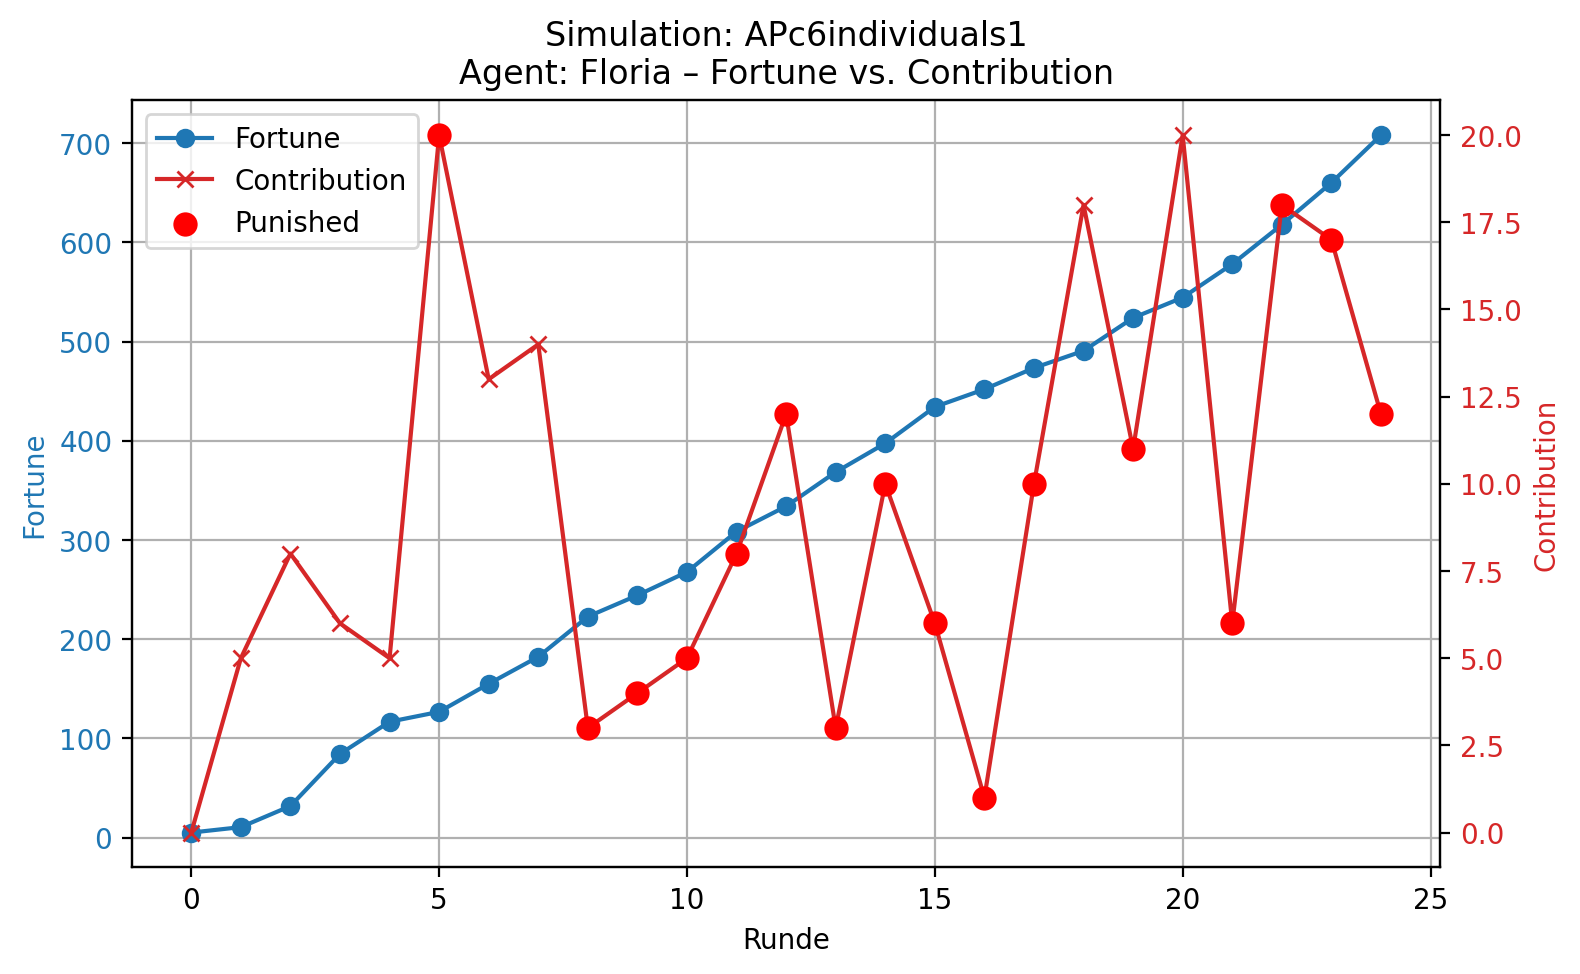 Simulation: APc6individuals1
Agent: Floria – Fortune vs. Contribution
Fortune
Contribution
Punished
700
600
500
400
300
200
100
0
Fortune
20.0
17.5
15.0
12.5
10.0
7.5
5.0
2.5
0.0
Contribution
0 5 10 15 20 25
Runde